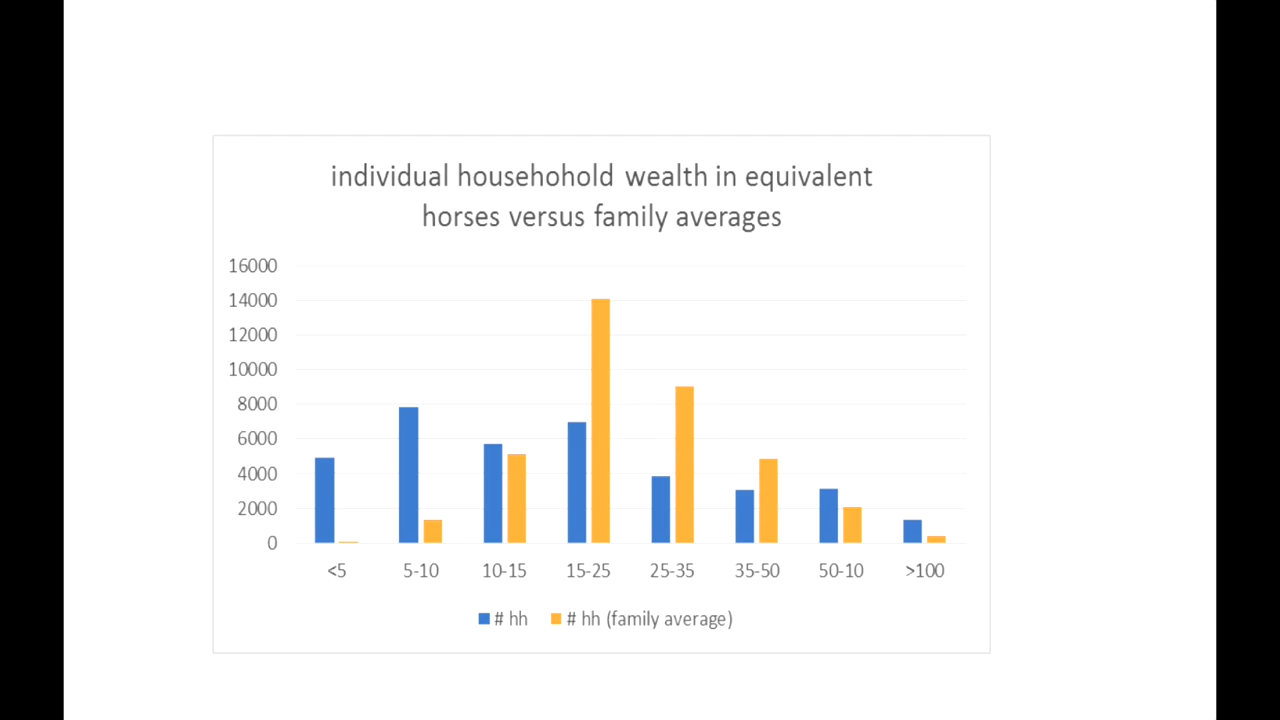 individual househohold wealth in equivalent
horses versus family averages
16000
14000
12000
10000
8000
6000
4000
2000
0
<5 5-10 10-15 15-25 25-35 35-50 50-10 >100
# hh # hh (family average)